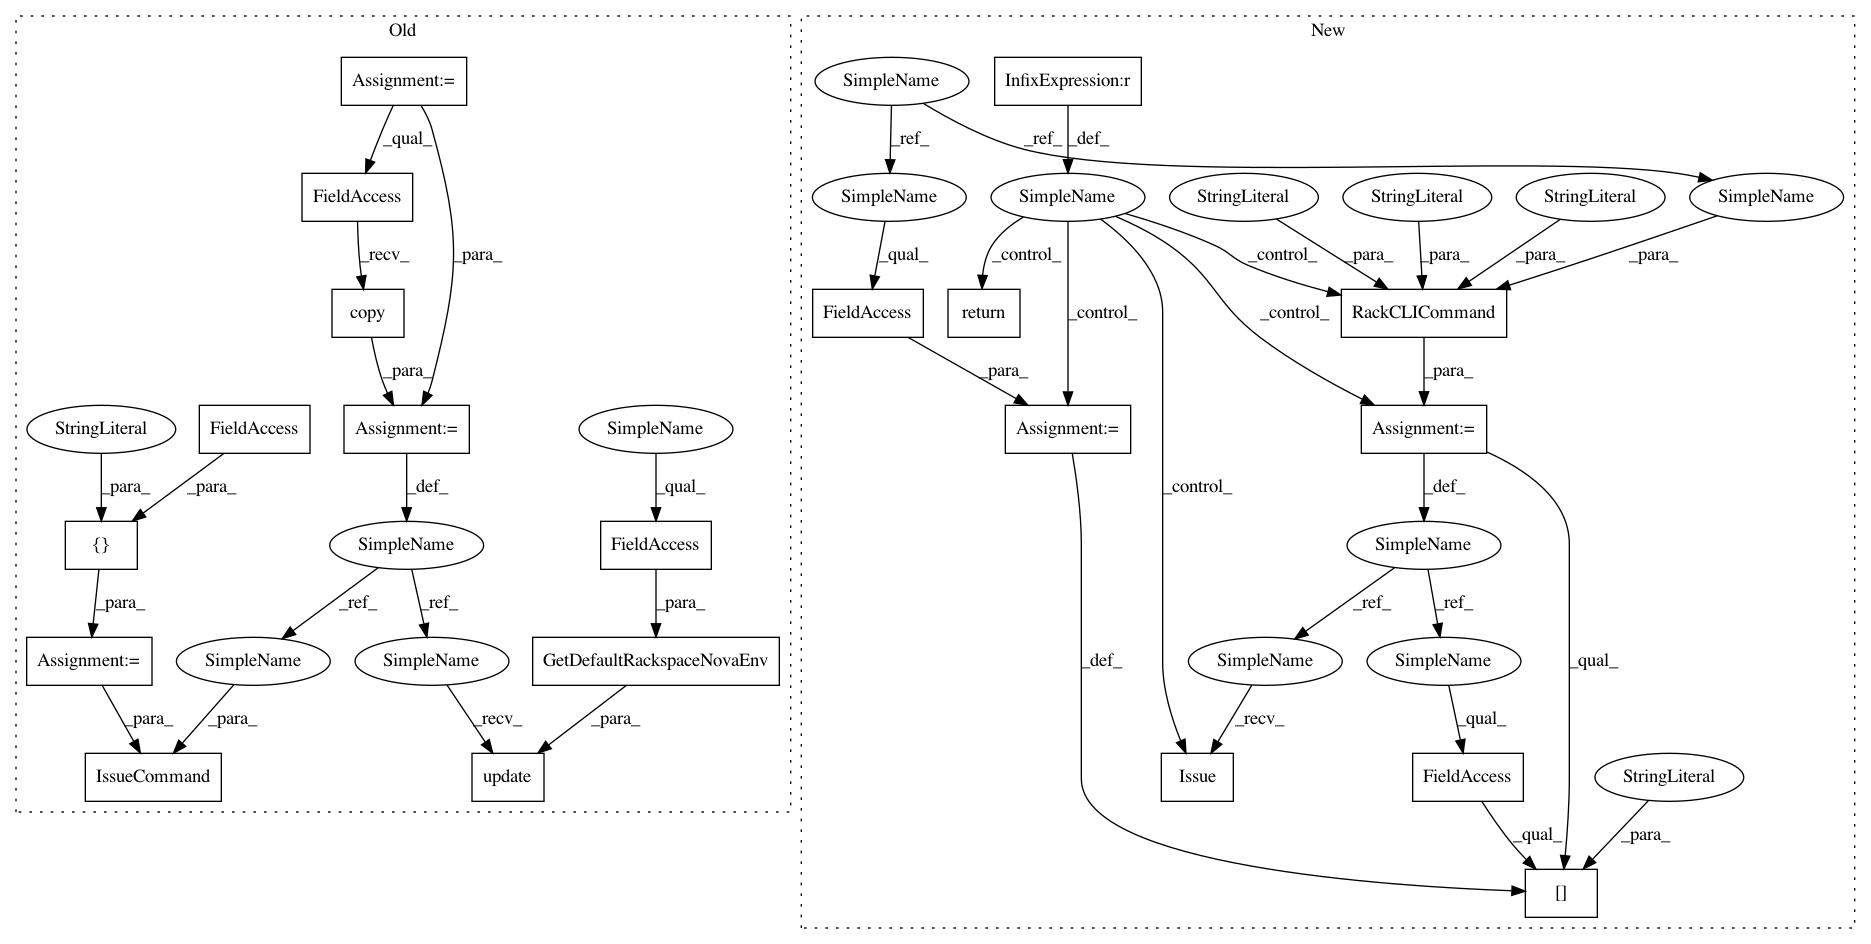 Old
New
Assignment:=
SimpleName
InfixExpression:r
_qual_
_ref_
_ref_
_def_
FieldAccess
SimpleName
SimpleName
StringLiteral
StringLiteral
StringLiteral
SimpleName
_recv_
_para_
_qual_
_control_
_control_
_para_
_para_
_para_
_para_
copy
FieldAccess
return
RackCLICommand
_control_
_control_
_para_
_para_
_para_
StringLiteral
FieldAccess
Assignment:=
SimpleName
Assignment:=
Assignment:=
_para_
_para_
_def_
_qual_
_control_
_def_
{}
SimpleName
FieldAccess
SimpleName
_para_
_ref_
_ref_
_para_
_ref_
_ref_
Assignment:=
SimpleName
SimpleName
GetDefaultRackspaceNovaEnv
_def_
SimpleName
SimpleName
_qual_
_para_
_para_
_recv_
_para_
_recv_
_qual_
IssueCommand
update
Issue
FieldAccess
StringLiteral
_qual_
_para_
[]